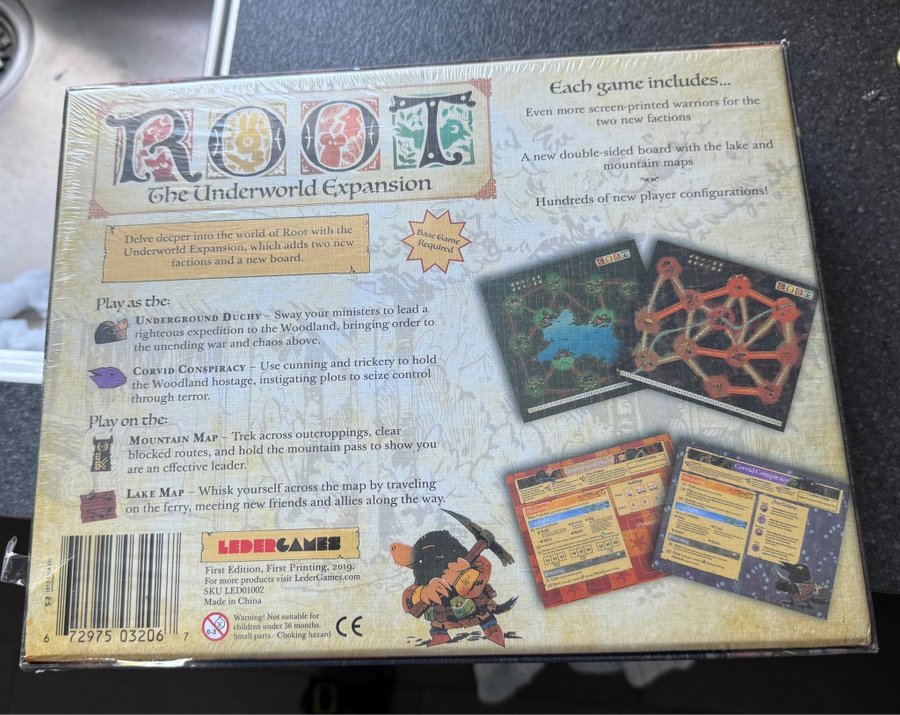 ROOT
The Underworld Expansion
Delve deeper into the world of Root with the
Underworld Expansion, which adds two new
factions and a new board.
Base Game
Required
Each game includes...
Even more screen-printed warriors for the
two new factions
A new double-sided board with the lake and
mountain maps
Hundreds of new player configurations!
Play as the:
UNDERGROUND DUCHY – Sway your ministers to lead a
righteous expedition to the Woodland, bringing order to
the unending war and chaos above.
CORVID CONSPIRACY – Use cunning and trickery to hold
the Woodland hostage, instigating plots to seize control
through terror.
Play on the:
MOUNTAIN MAP – Trek across outcroppings, clear
blocked routes, and hold the mountain pass to show you
are an effective leader.
LAKE MAP – Whisk yourself across the map by traveling
on the ferry, meeting new friends and allies along the way.
ROOT
ROOT
Underground Duchy
Corvid Conspiracy
LEDERGAMES
First Edition, First Printing, 2019.
For more products visit LederGames.com
SKU LED01002
Made in China
0-3
Warning! Not suitable for
children under 36 months.
Small parts - Choking hazard
CE
6 72975 03206 7